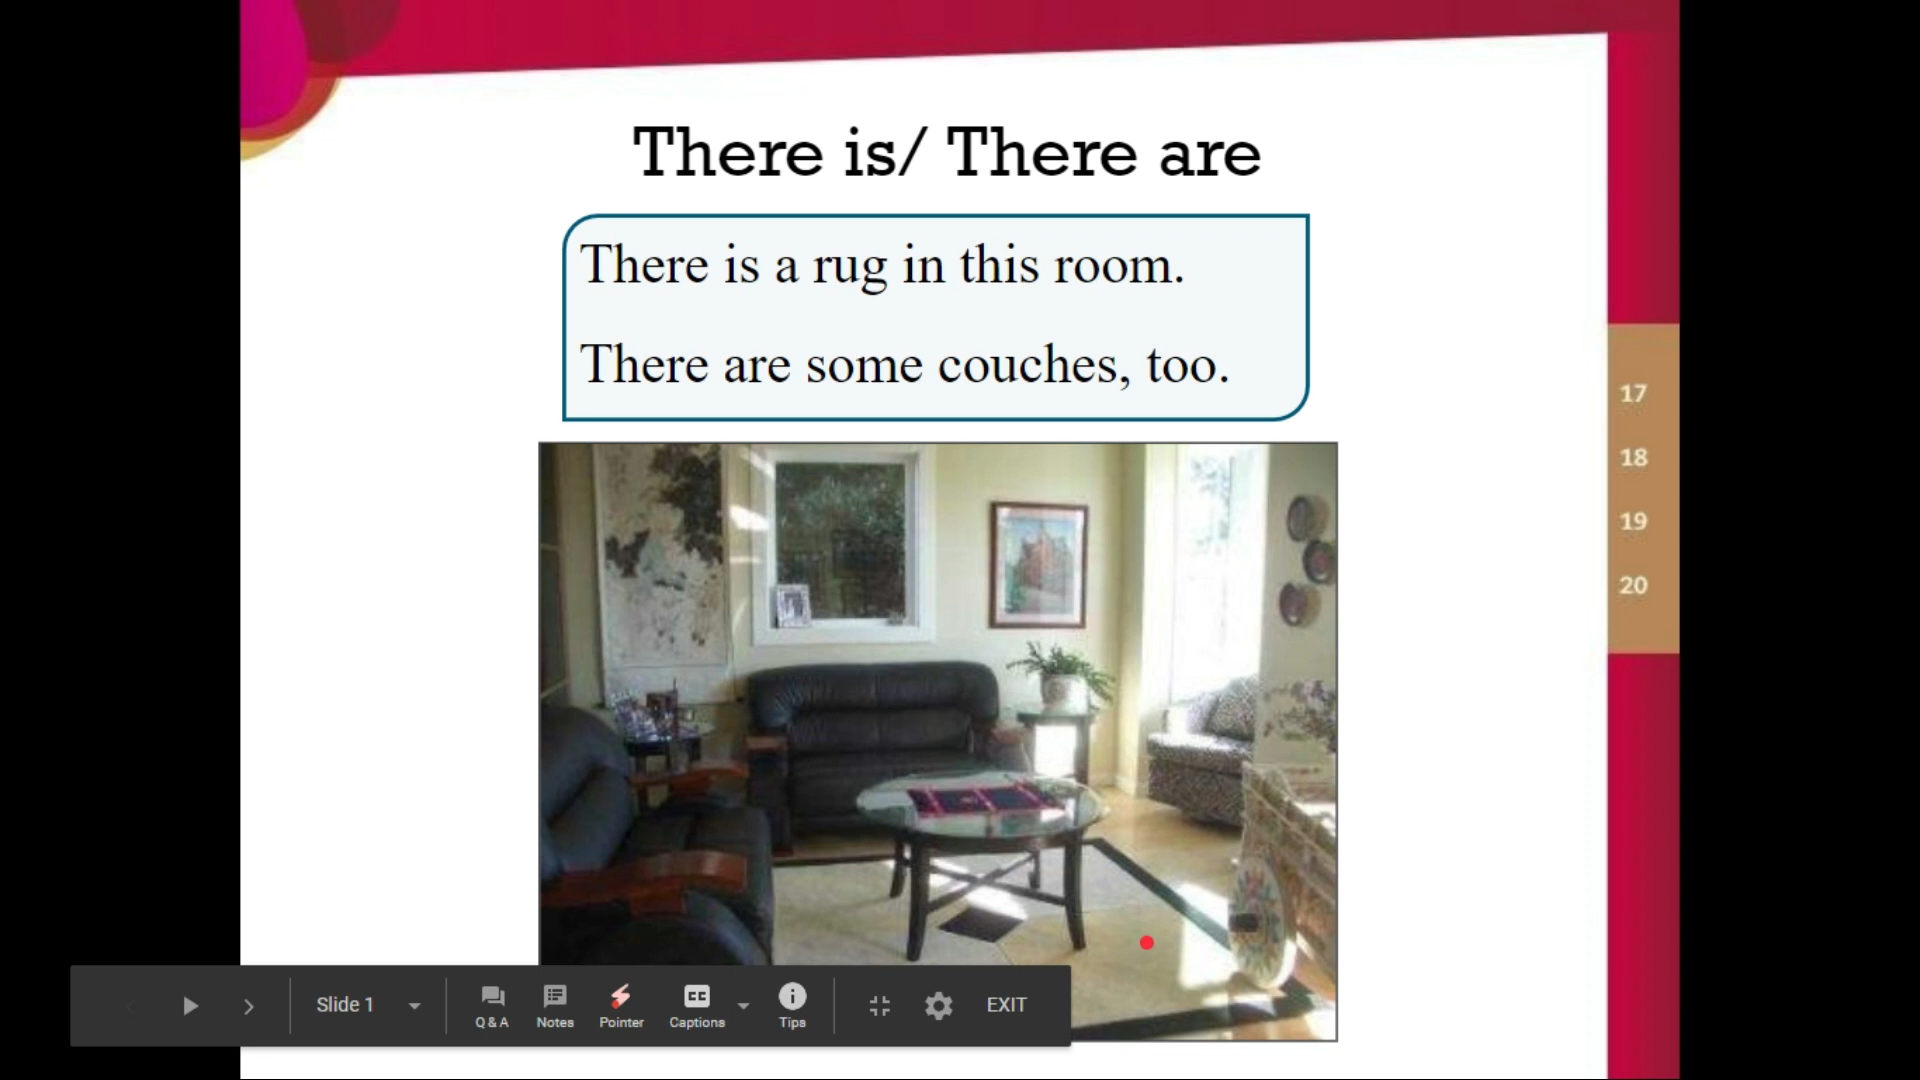 There is/ There are
There is a rug in this room.
There are some couches, too.
17
18
19
20
Slide 1
Q & A
Notes
Pointer
CC
Captions
Tips
EXIT